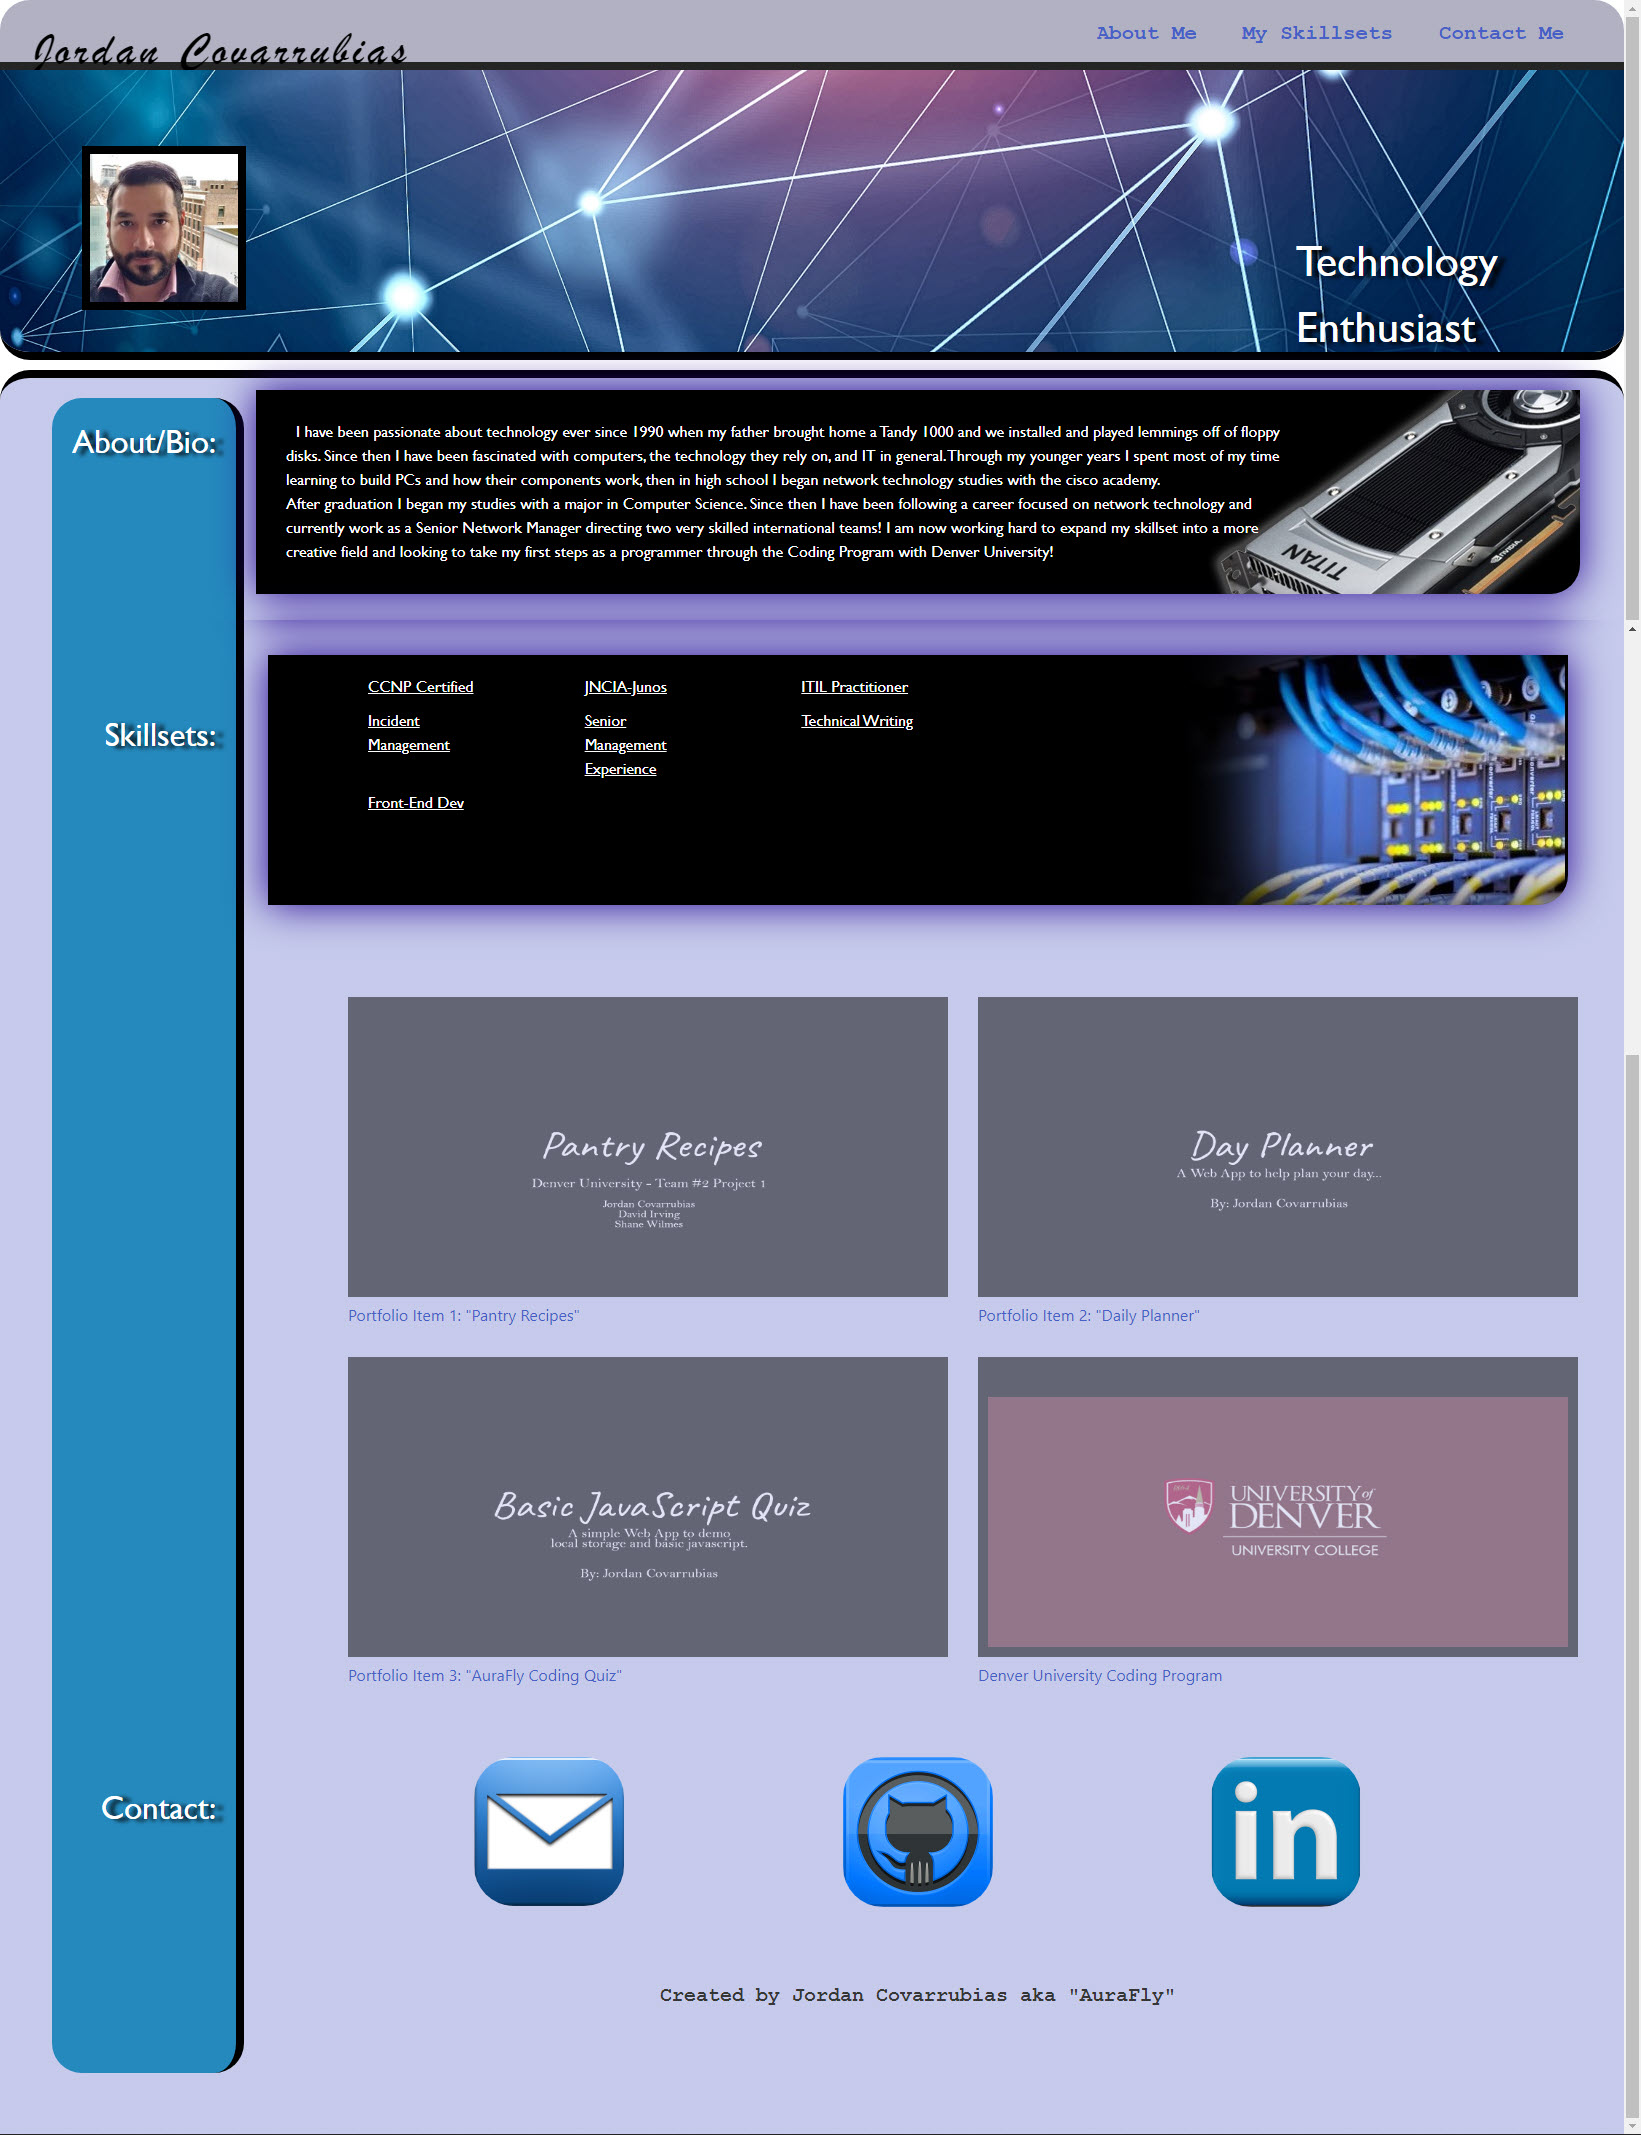 Jordan Covarrubias
About Me My Skillsets Contact Me
Technology
Enthusiast
About/Bio:
I have been passionate about technology ever since 1990 when my father brought home a Tandy 1000 and we installed and played lemmings off of floppy
disks. Since then I have been fascinated with computers, the technology they rely on, and IT in general. Through my younger years I spent most of my time
learning to build PCs and how their components work, then in high school I began network technology studies with the cisco academy.
After graduation I began my studies with a major in Computer Science. Since then I have been following a career focused on network technology and
currently work as a Senior Network Manager directing two very skilled international teams! I am now working hard to expand my skillset into a more
creative field and looking to take my first steps as a programmer through the Coding Program with Denver University!
TITAN
NVIDIA
Skillsets:
CCNP Certified
JNCIA-Junos
ITIL Practitioner
Incident
Management
Senior
Management
Experience
Technical Writing
Front-End Dev
Pantry Recipes
Denver University - Team #2 Project 1
Jordan Covarrubias
David Irving
Shane Wilmes
Portfolio Item 1: "Pantry Recipes"
Day Planner
A Web App to help plan your day...
By: Jordan Covarrubias
Portfolio Item 2: "Daily Planner"
Basic JavaScript Quiz
A simple Web App to demo
local storage and basic javascript.
By: Jordan Covarrubias
Portfolio Item 3: "AuraFly Coding Quiz"
UNIVERSITY of
DENVER
UNIVERSITY COLLEGE
Denver University Coding Program
Contact:
in
Created by Jordan Covarrubias aka "AuraFly"